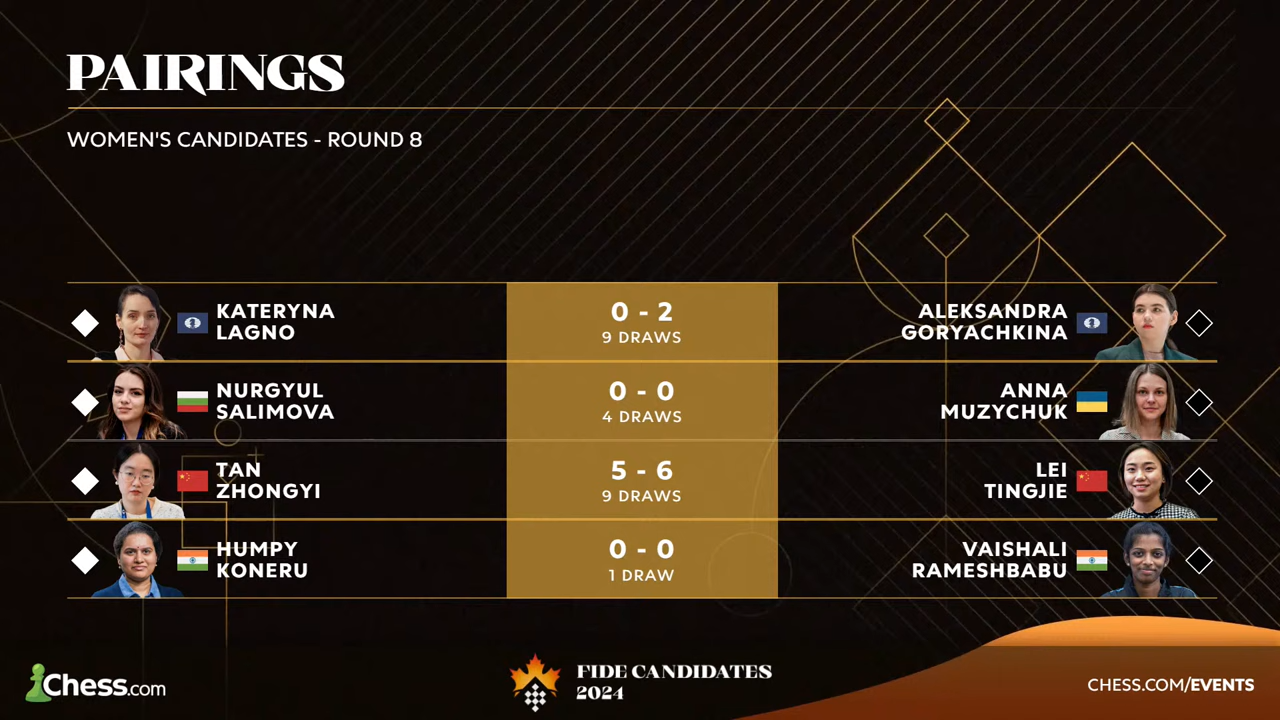 PAIRINGS
WOMEN'S CANDIDATES - ROUND 8
KATERYNA
LAGNO
0 - 2
9 DRAWS
ALEKSANDRA
GORYACHKINA
NURGYUL
SALIMOVA
0 - 0
4 DRAWS
ANNA
MUZYCHUK
TAN
ZHONGYI
5 - 6
9 DRAWS
LEI
TINGJIE
HUMPY
KONERU
0 - 0
1 DRAW
VAISHALI
RAMESHBABU
Chess.com
FIDE CANDIDATES
2024
CHESS.COM/EVENTS